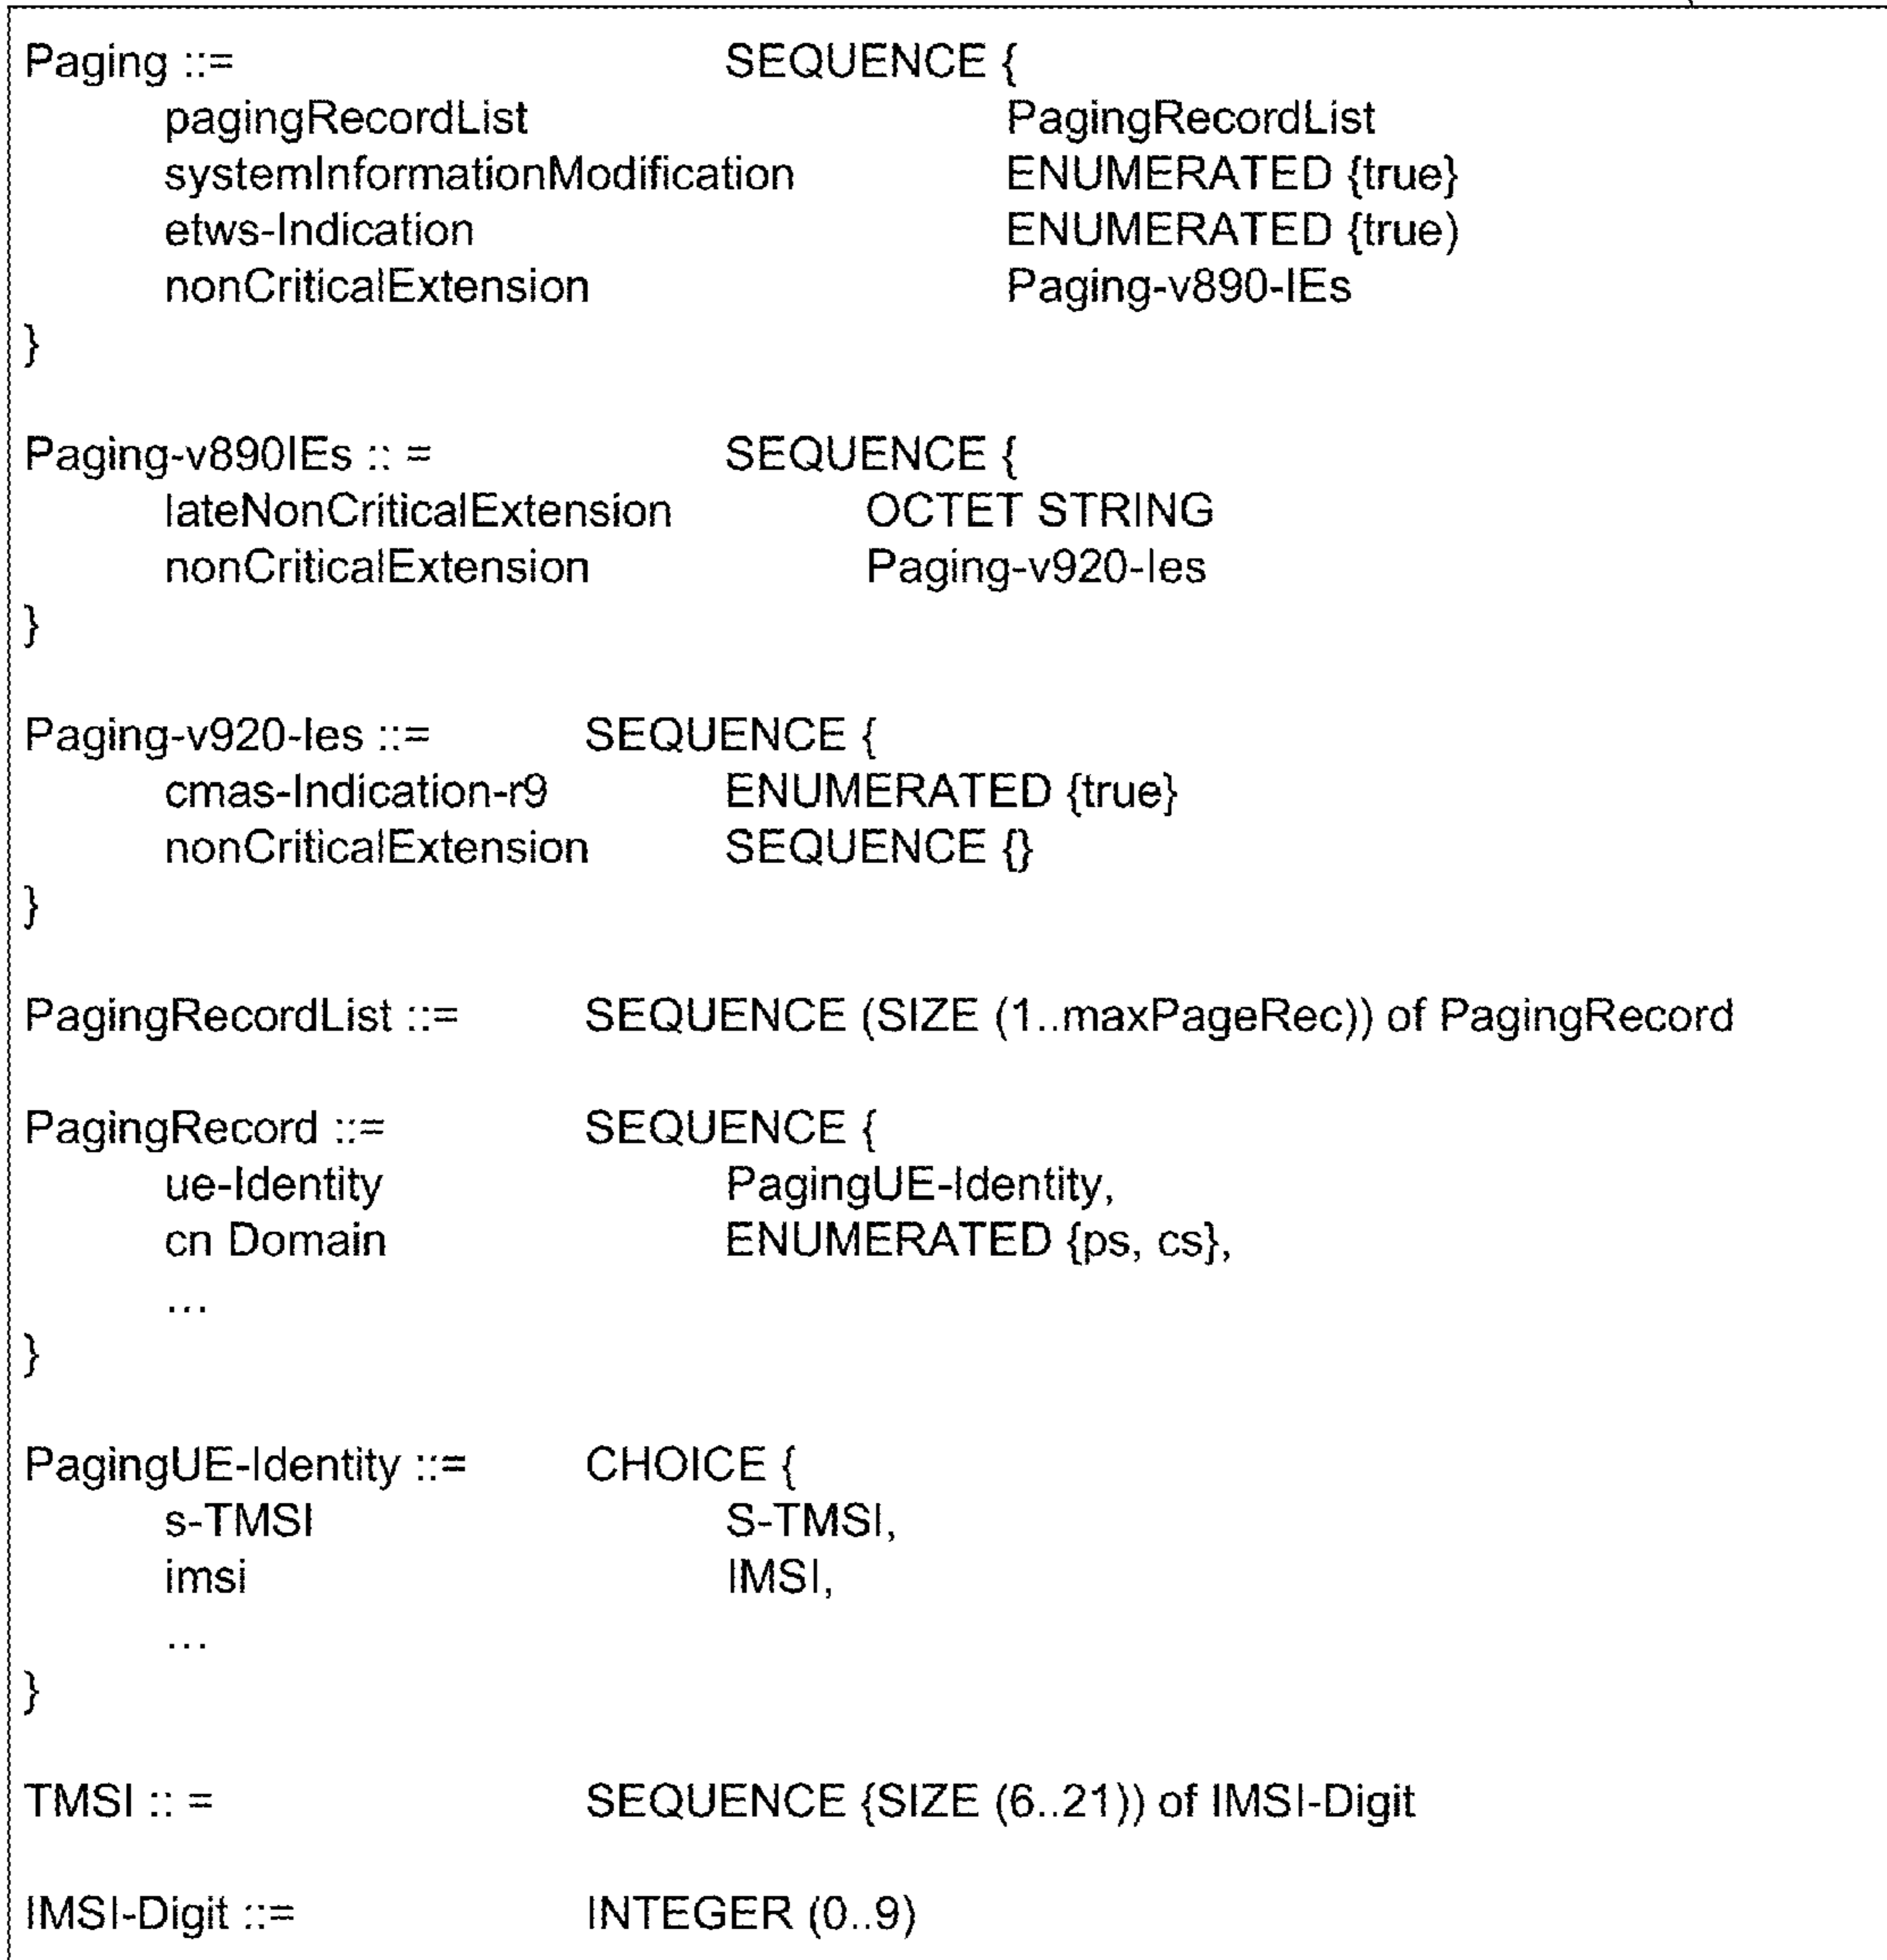 Paging ::= SEQUENCE {
pagingRecordList PagingRecordList
systemInformationModification ENUMERATED {true}
etws-Indication ENUMERATED {true)
nonCriticalExtension Paging-v890-IEs
}
Paging-v890IEs :: = SEQUENCE {
lateNonCriticalExtension OCTET STRING
nonCriticalExtension Paging-v920-Ies
}
Paging-v920-Ies ::= SEQUENCE {
cmas-Indication-r9 ENUMERATED {true}
nonCriticalExtension SEQUENCE {}
}
PagingRecordList ::= SEQUENCE (SIZE (1..maxPageRec)) of PagingRecord
PagingRecord ::= SEQUENCE {
ue-Identity PagingUE-Identity,
cn Domain ENUMERATED {ps, cs},
...
}
PagingUE-Identity ::= CHOICE {
s-TMSI S-TMSI,
imsi IMSI,
...
}
TMSI :: = SEQUENCE {SIZE (6..21)) of IMSI-Digit
IMSI-Digit ::= INTEGER (0..9)